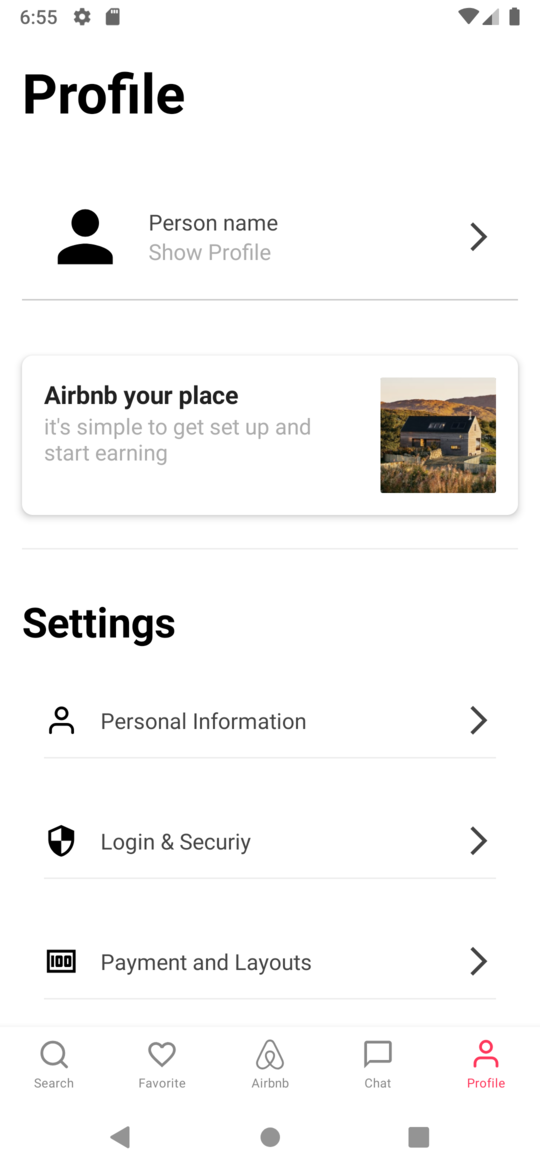 6:55
Profile
Person name
Show Profile
Airbnb your place
it's simple to get set up and
start earning
Settings
Personal Information
Login & Securiy
100
Payment and Layouts
Search
Favorite
Airbnb
Chat
Profile